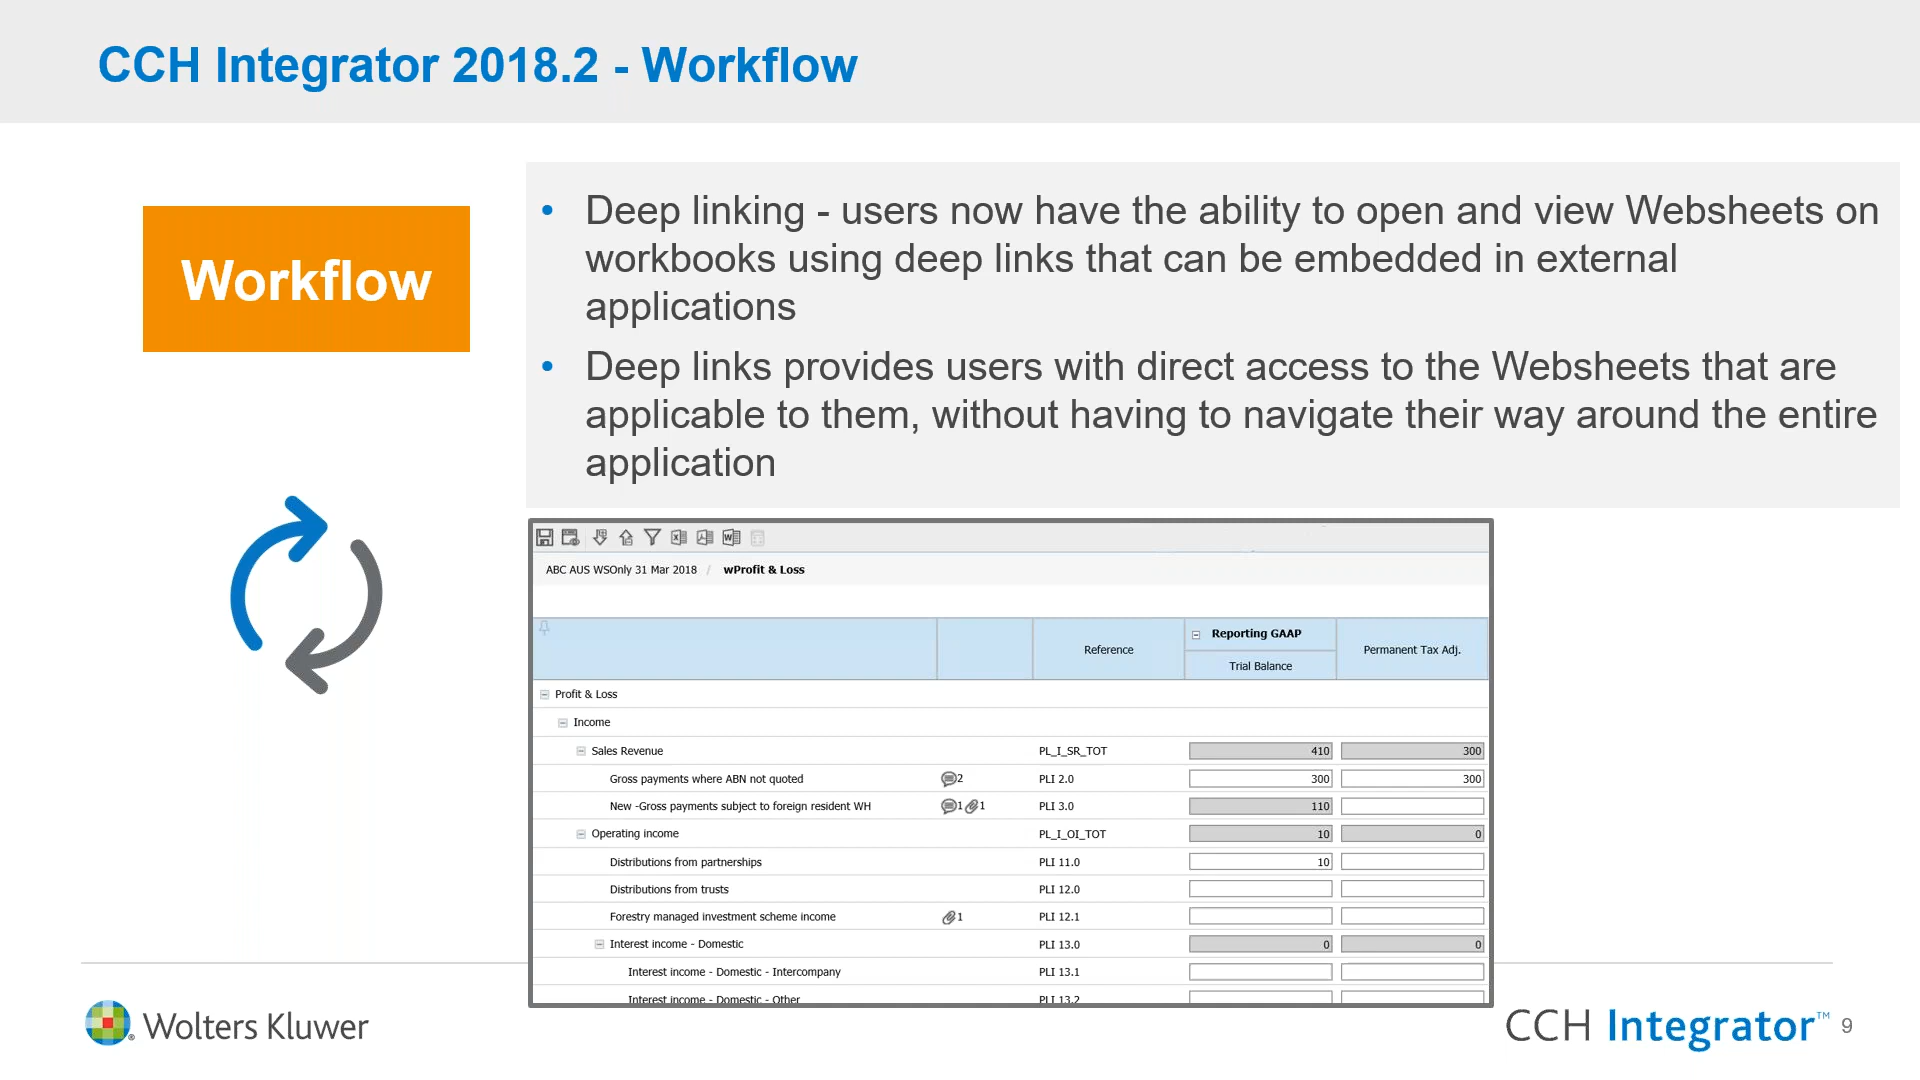 CCH Integrator 2018.2 - Workflow
Workflow
• Deep linking - users now have the ability to open and view Websheets on
workbooks using deep links that can be embedded in external
applications
• Deep links provides users with direct access to the Websheets that are
applicable to them, without having to navigate their way around the entire
application
ABC AUS WSOnly 31 Mar 2018 / wProfit & Loss
Reference
Reporting GAAP
Trial Balance
Permanent Tax Adj.
Profit & Loss
Income
Sales Revenue PL_I_SR_TOT 410 300
Gross payments where ABN not quoted 2 PLI 2.0 300 300
New -Gross payments subject to foreign resident WH 1 1 PLI 3.0 110
Operating income PL_I_OI_TOT 10 0
Distributions from partnerships PLI 11.0 10
Distributions from trusts PLI 12.0
Forestry managed investment scheme income 1 PLI 12.1
Interest income - Domestic PLI 13.0 0 0
Interest income - Domestic - Intercompany PLI 13.1
Interest income - Domestic - Other PLI 13.2
Wolters Kluwer
CCH Integrator™ 9